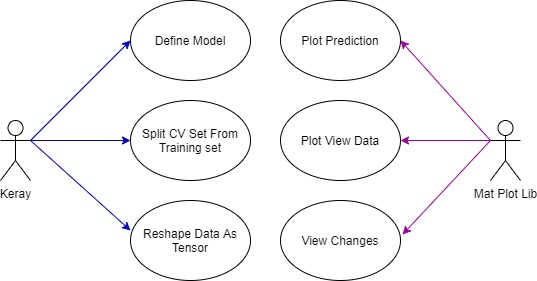 Define Model
Plot Prediction
Split CV Set From
Training set
Plot View Data
Keray
Mat Plot Lib
Reshape Data As
Tensor
View Changes